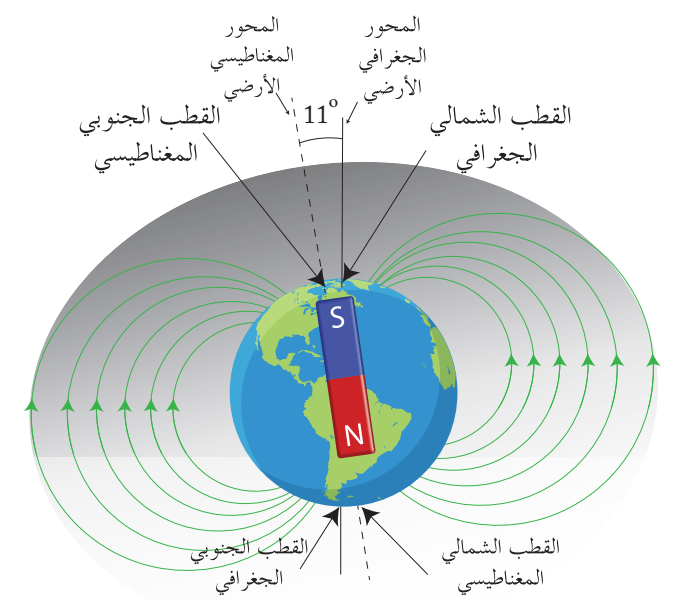 المحور
الجغرافي
الأرضي
المحور
المغناطيسي
الأرضي
11°
القطب الشمالي
الجغرافي
القطب الجنوبي
المغناطيسي
S
N
القطب الشمالي
المغناطيسي
القطب الجنوبي
الجغرافي